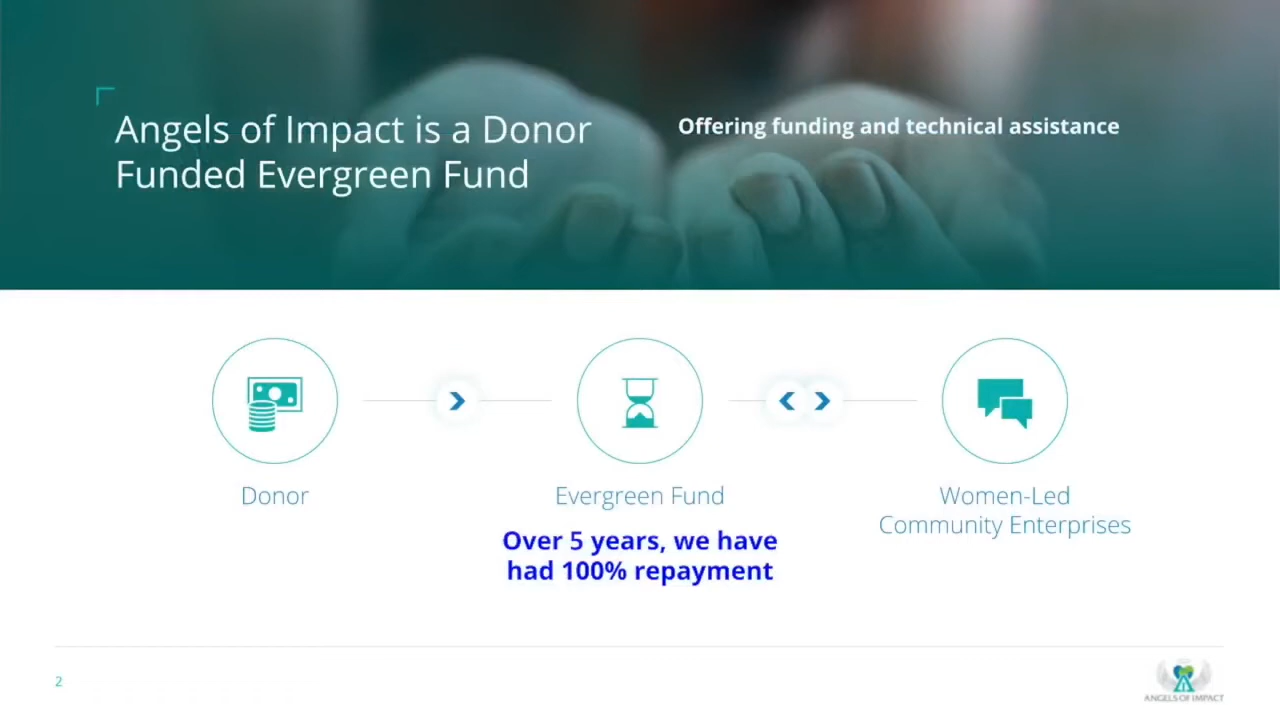 Angels of Impact is a Donor
Funded Evergreen Fund
Offering funding and technical assistance
Donor
Evergreen Fund
Over 5 years, we have
had 100% repayment
Women-Led
Community Enterprises
2
ANGELS OF IMPACT